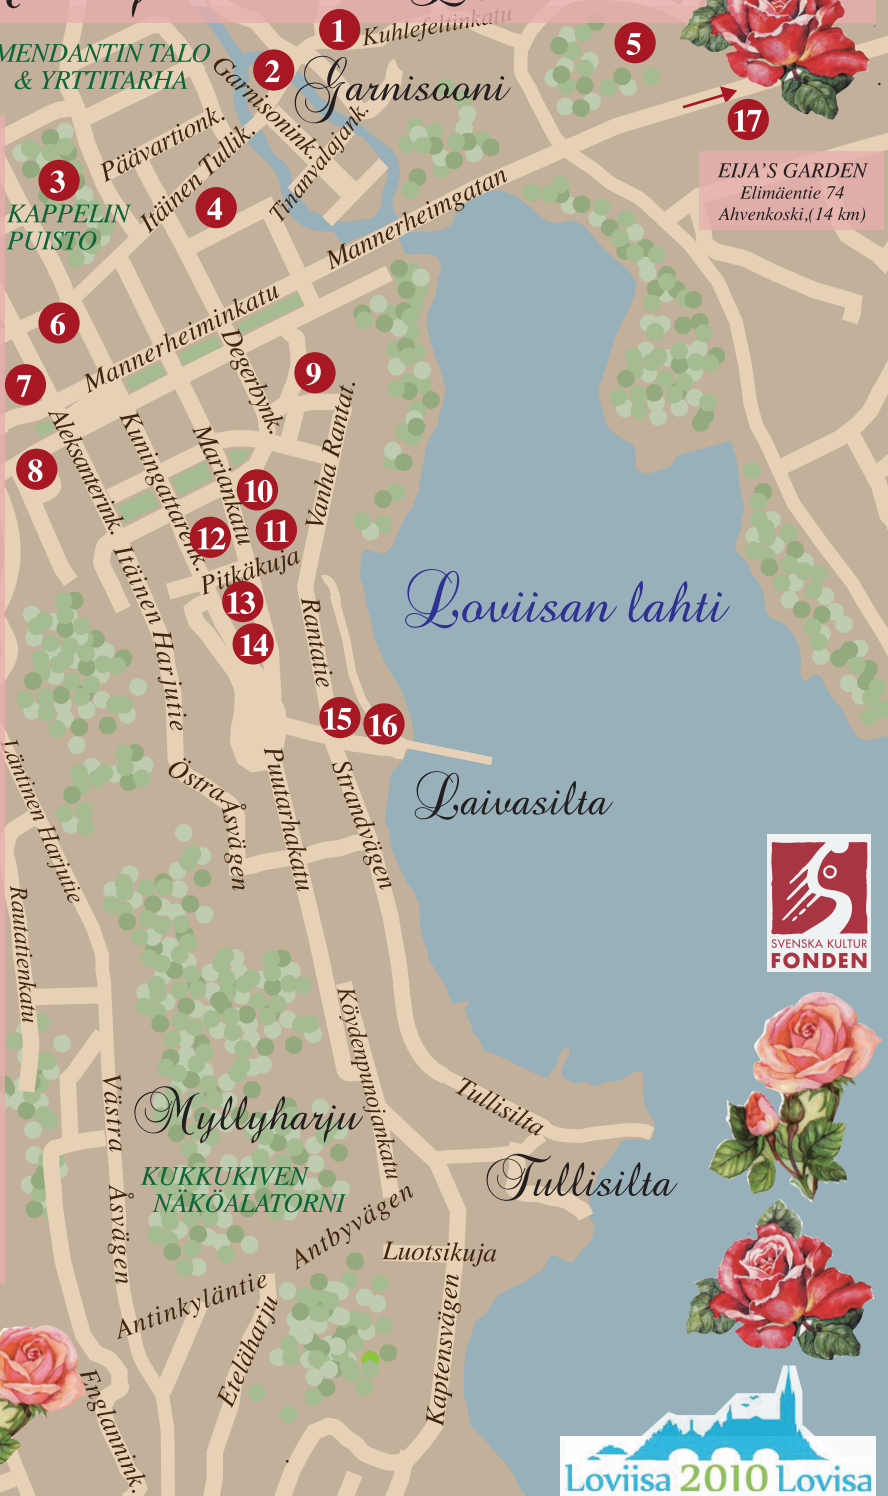 1
Kuhlefeltinkatu
MENDANTIN TALO
& YRTTITARHA
2
5
Garnisonink.
Garnisooni
17
Päävartionk.
Itäinen Tullik.
Tinanvalajank.
EIJA'S GARDEN
Elimäentie 74
Ahvenkoski,(14 km)
3
KAPPELIN
PUISTO
4
Mannerheimgatan
6
Mannerheiminkatu
7
Degerbynk.
9
8
Aleksanterink.
Kuningattarenk.
Mariankatu
Vanha Rantat.
10
11
12
Pitkäkuja
13
14
Itäinen Harjutie
Rantatie
Loviisan lahti
15
16
Läntinen Harjutie
Östra Åsvägen
Puutarhakatu
Strandvägen
Laivasilta
Rautatienkatu
SVENSKA KULTUR
FONDEN
Köydenpunojankatu
Västra Åsvägen
Myllyharju
Tullisilta
Tullisilta
KUKKUKIVEN
NÄKÖALATORNI
Antbyvägen
Luotsikuja
Antinkyläntie
Eteläharju
Kaptensvägen
Englannink.
Loviisa 2010 Lovisa